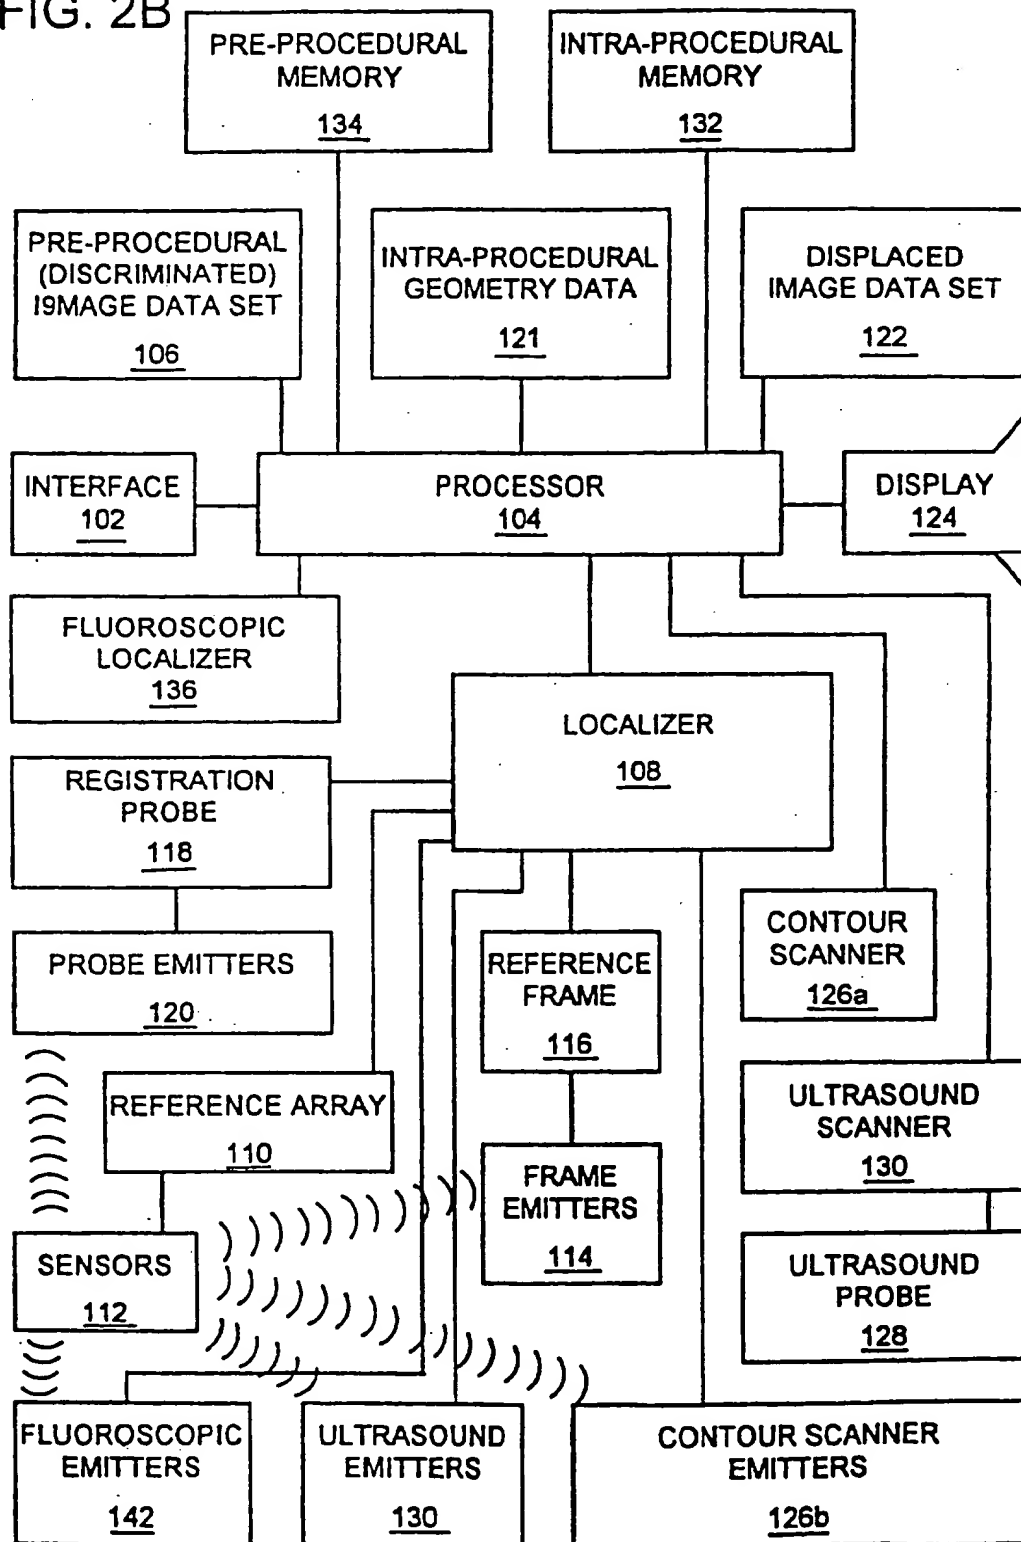 FIG. 2B
PRE-PROCEDURAL
MEMORY
134
INTRA-PROCEDURAL
MEMORY
132
PRE-PROCEDURAL
(DISCRIMINATED)
I9MAGE DATA SET
106
INTRA-PROCEDURAL
GEOMETRY DATA
121
DISPLACED
IMAGE DATA SET
122
INTERFACE
102
PROCESSOR
104
DISPLAY
124
FLUOROSCOPIC
LOCALIZER
136
LOCALIZER
108
REGISTRATION
PROBE
118
PROBE EMITTERS
120
REFERENCE
FRAME
116
CONTOUR
SCANNER
126a
REFERENCE ARRAY
110
FRAME
EMITTERS
114
ULTRASOUND
SCANNER
130
SENSORS
112
ULTRASOUND
PROBE
128
FLUOROSCOPIC
EMITTERS
142
ULTRASOUND
EMITTERS
130
CONTOUR SCANNER
EMITTERS
126b